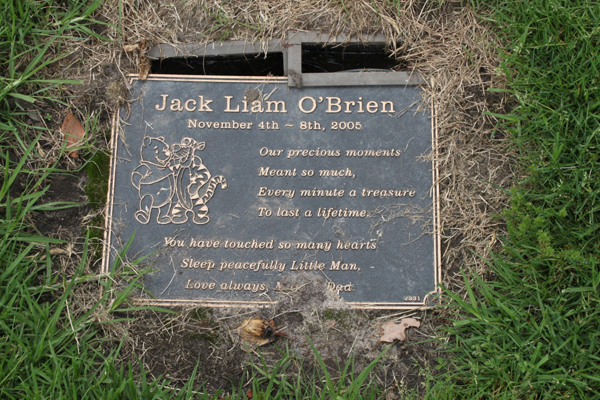 Jack Liam O'Brien
November 4th ~ 8th, 2005
Our precious moments
Meant so much,
Every minute a treasure
To last a lifetime.
You have touched so many hearts
Sleep peacefully Little Man,
Love always, Dad